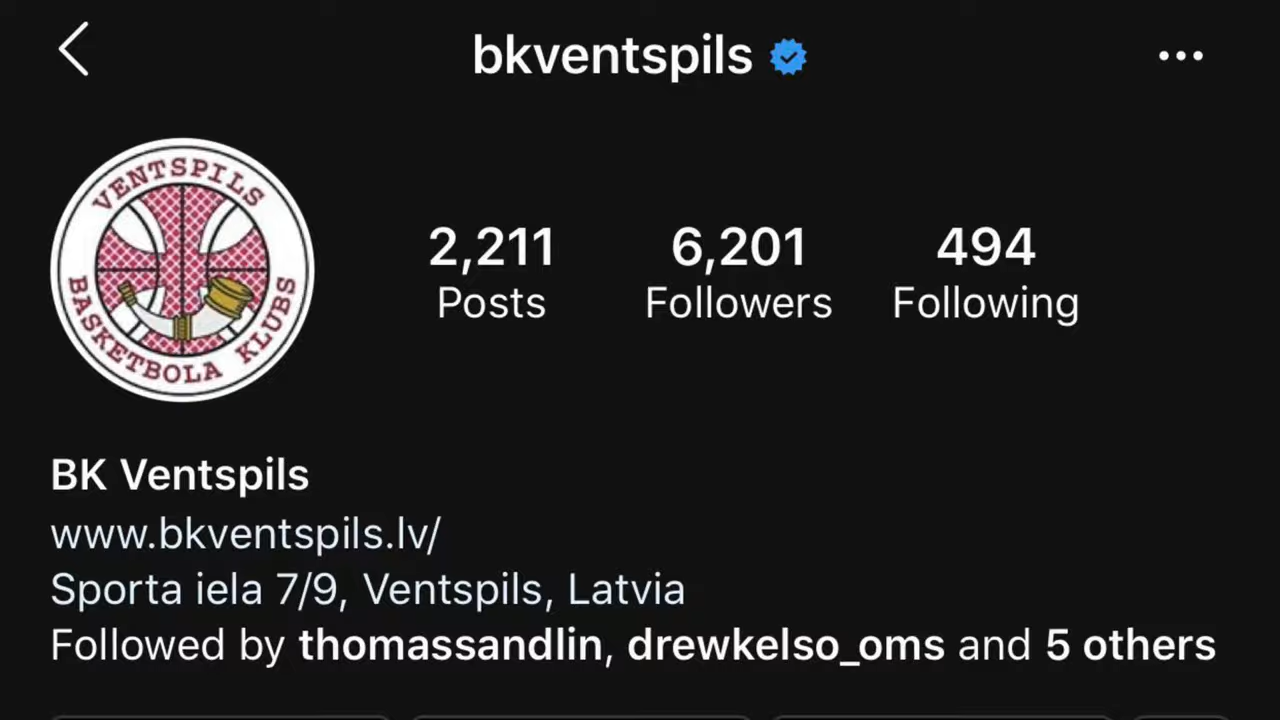 bkventspils
VENTSPILS
BASKETBOLA KLUBS
2,211 6,201 494
Posts Followers Following
BK Ventspils
www.bkventspils.lv/
Sporta iela 7/9, Ventspils, Latvia
Followed by thomassandlin, drewkelso_oms and 5 others